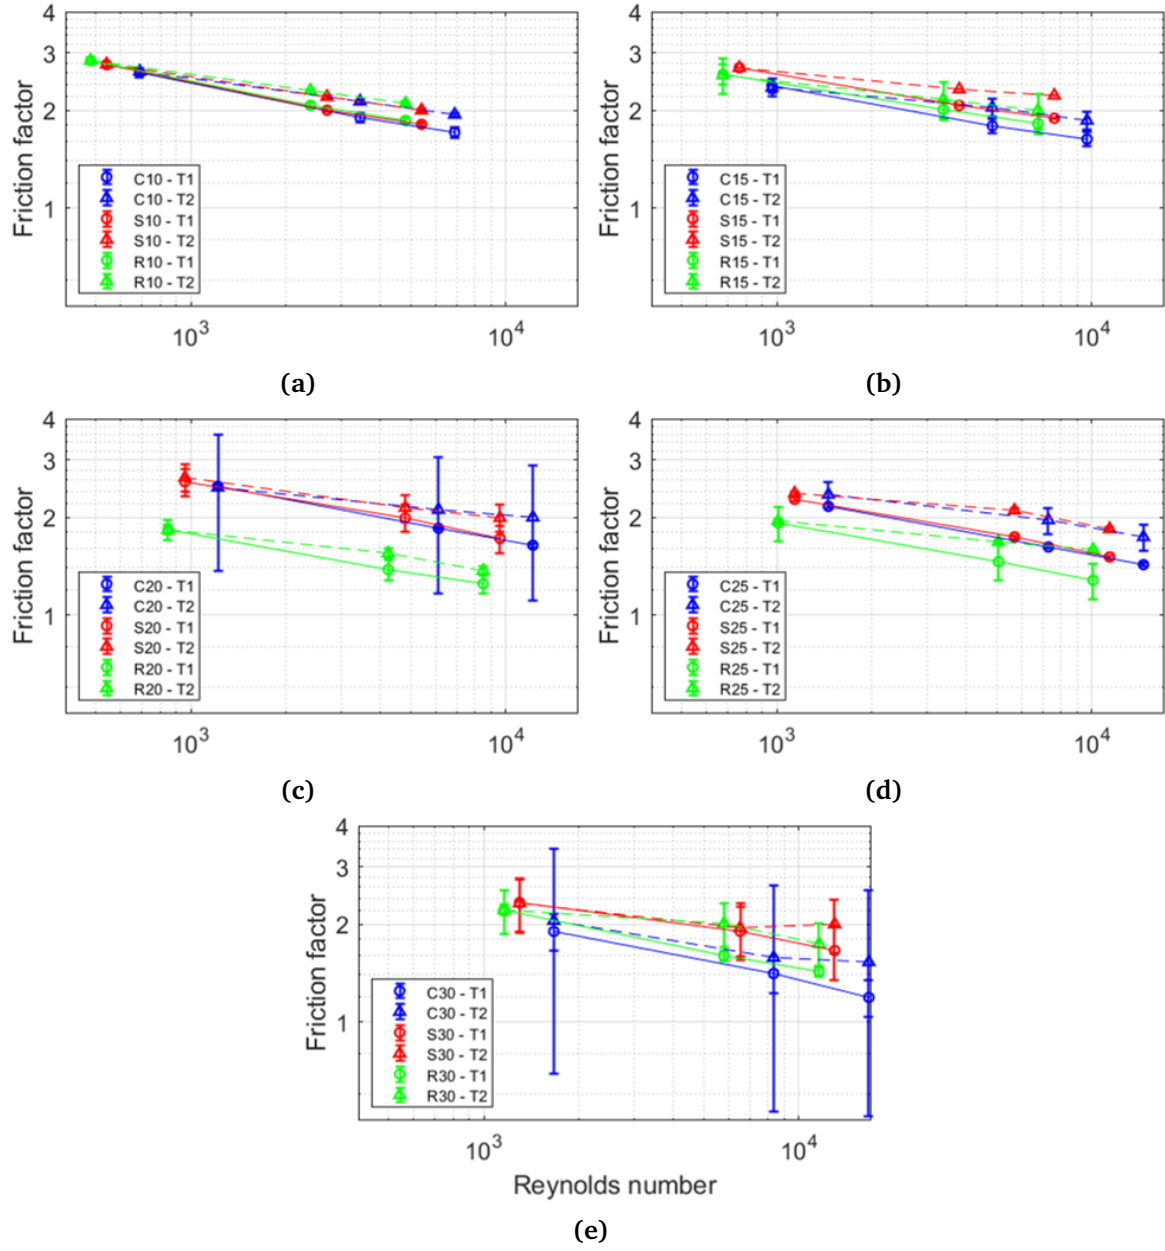 4
3
2
1
Friction factor
C10 - T1
C10 - T2
S10 - T1
S10 - T2
R10 - T1
R10 - T2
10³
10⁴
(a)
4
3
2
1
Friction factor
C15 - T1
C15 - T2
S15 - T1
S15 - T2
R15 - T1
R15 - T2
10³
10⁴
(b)
4
3
2
1
Friction factor
C20 - T1
C20 - T2
S20 - T1
S20 - T2
R20 - T1
R20 - T2
10³
10⁴
(c)
4
3
2
1
Friction factor
C25 - T1
C25 - T2
S25 - T1
S25 - T2
R25 - T1
R25 - T2
10³
10⁴
(d)
4
3
2
1
Friction factor
C30 - T1
C30 - T2
S30 - T1
S30 - T2
R30 - T1
R30 - T2
10³
10⁴
Reynolds number
(e)